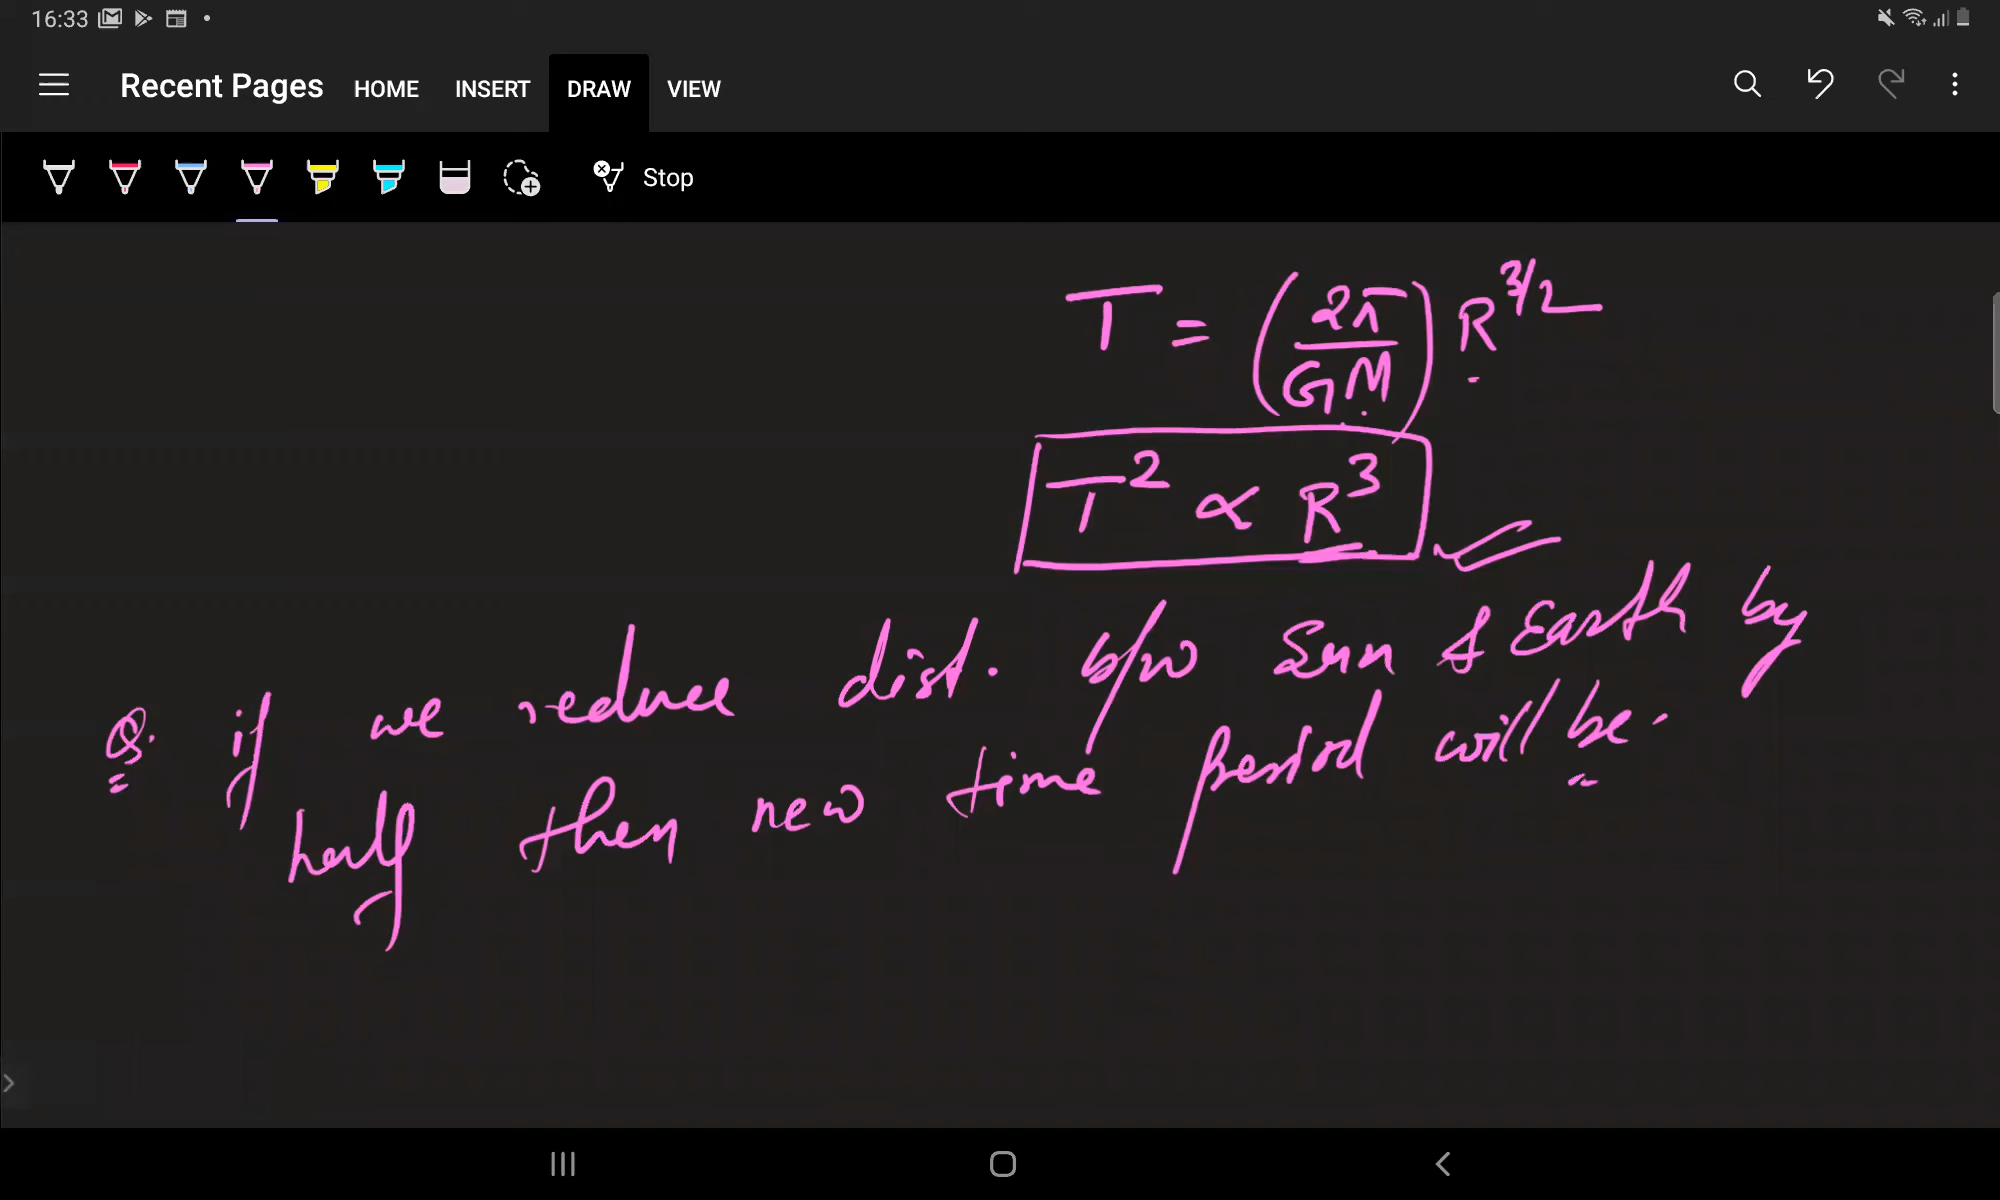 16:33
Recent Pages HOME INSERT DRAW VIEW
Stop
T = (2π/GM) R^3/2
T² ∝ R³
Q. if we reduce dist. b/w Sun & Earth by
half then new time period will be.